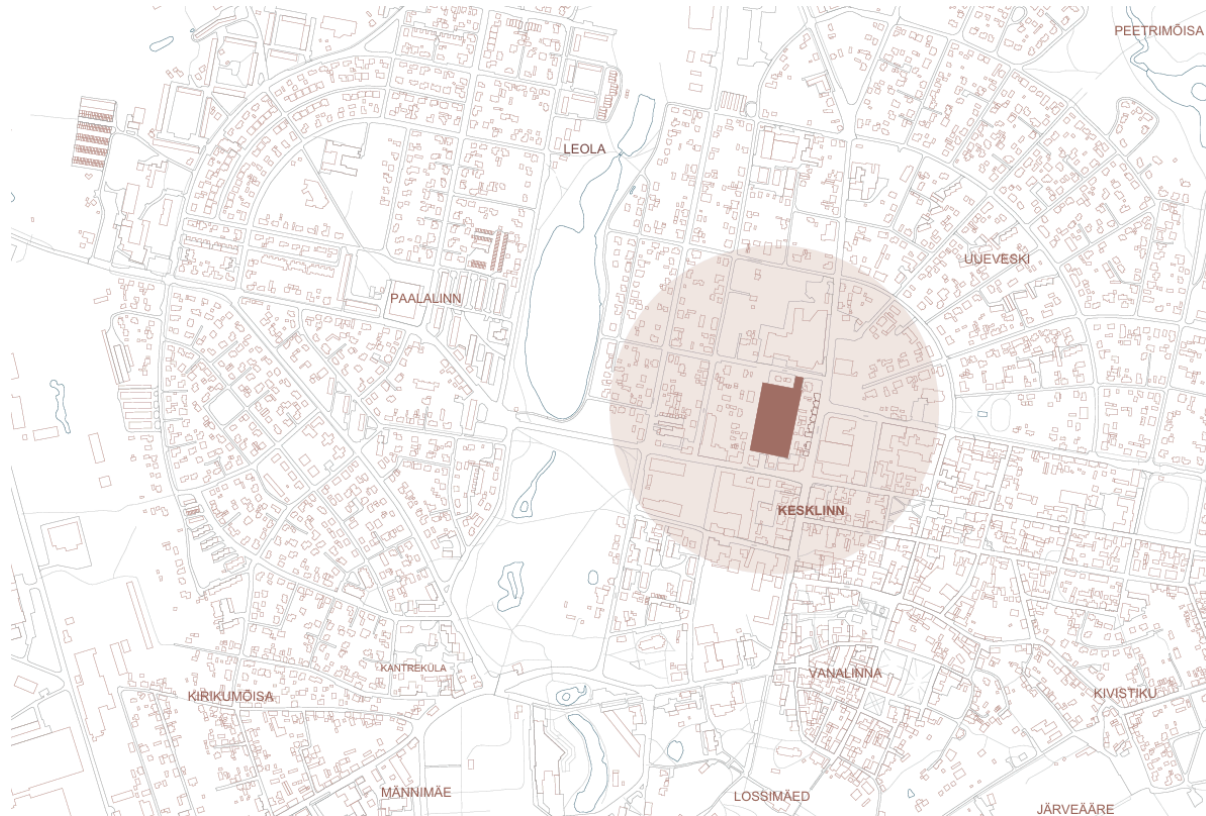 PEETRIMÕISA
LEOLA
UUEVESKI
PAALALINN
KESKLINN
KANTREKÜLA
VANALINNA
KIRIKUMÕISA
KIVISTIKU
MÄNNIMÄE
LOSSIMÄED
JÄRVEÄÄRE